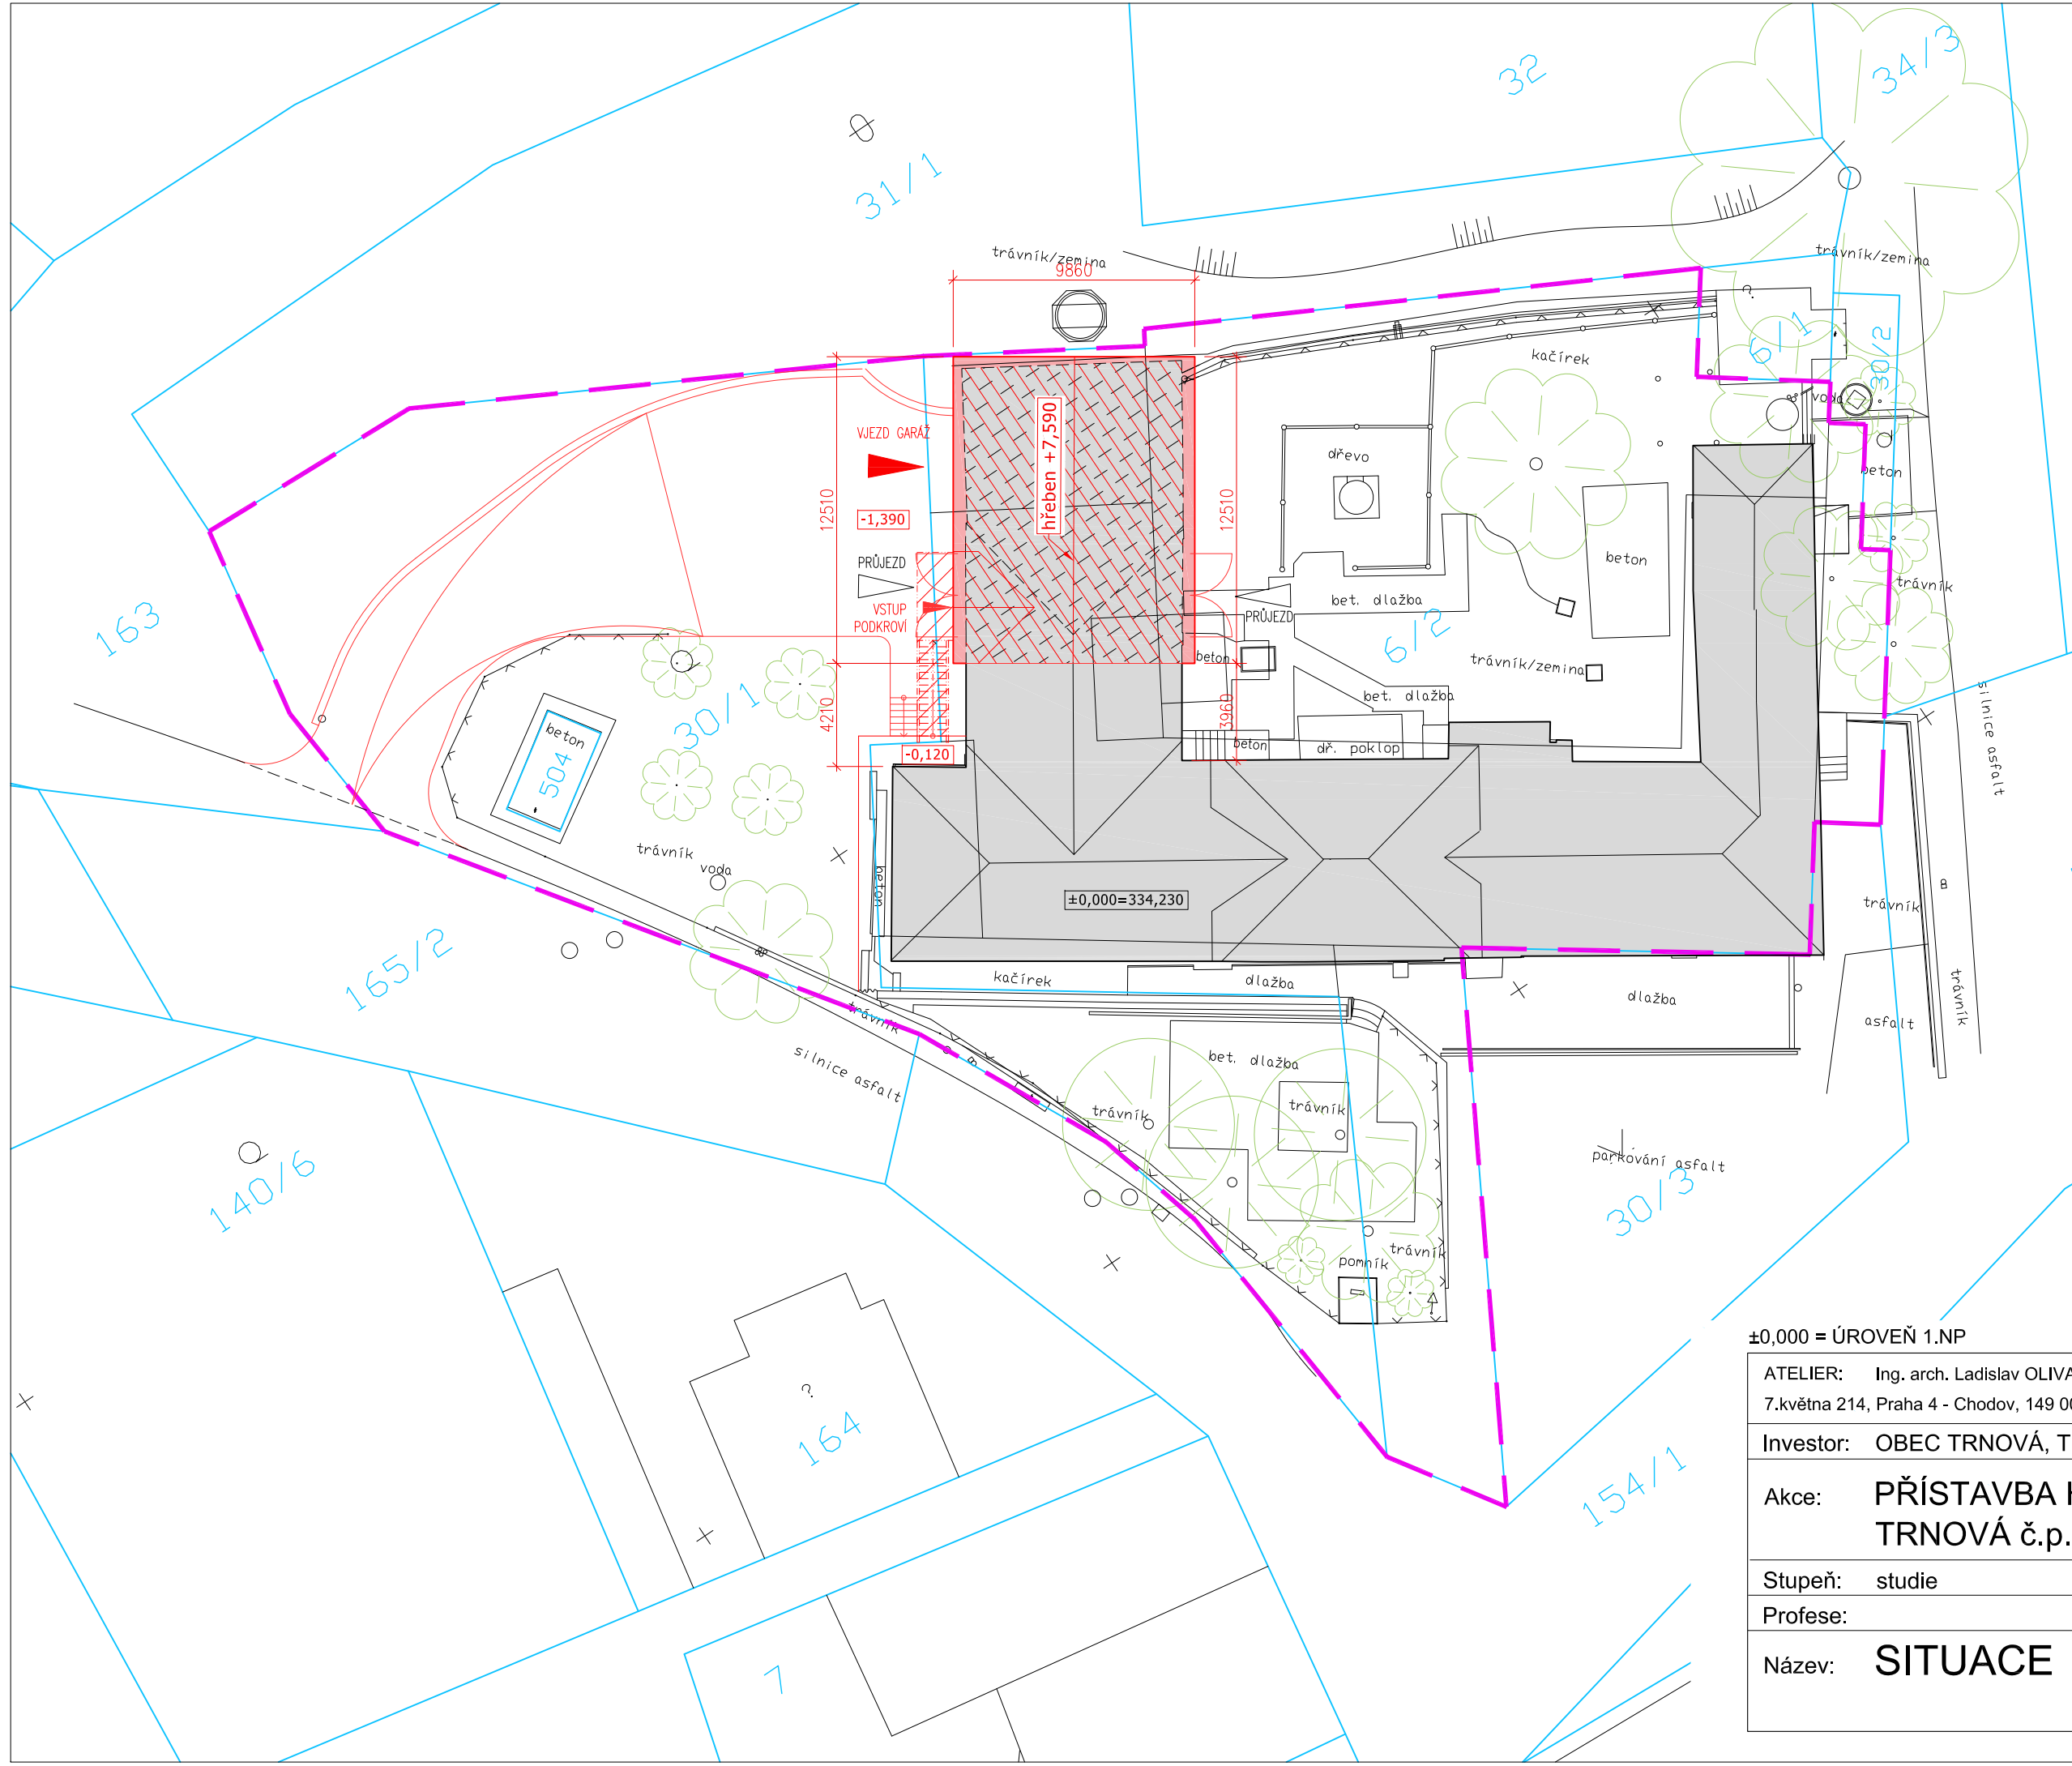 32
34/3
31/1
trávník/zemina
9860
trávník/zemina
6/1
30/2
kačírek
voda
VJEZD GARÁŽ
hřeben +7,590
dřevo
beton
12510
-1,390
12510
beton
PRŮJEZD
trávník
VSTUP
PODKROVÍ
bet. dlažba
PRŮJEZD
163
6/2
beton
trávník/zemina
30/1
bet. dlažba
silnice asfalt
4210
3960
beton
504
-0,120
beton
dř. poklop
trávník
voda
beton
±0,000=334,230
trávník
165/2
kačírek
dlažba
dlažba
trávník
trávník
asfalt
silnice asfalt
bet. dlažba
trávník
trávník
parkování asfalt
140/6
30/3
trávník
pomník
±0,000 = ÚROVEŇ 1.NP
ATELIER: Ing. arch. Ladislav OLIVA
7.května 214, Praha 4 - Chodov, 149 00
Investor: OBEC TRNOVÁ, T
164
154/1
Akce: PŘÍSTAVBA
TRNOVÁ č.p.
Stupeň: studie
Profese:
7
Název: SITUACE